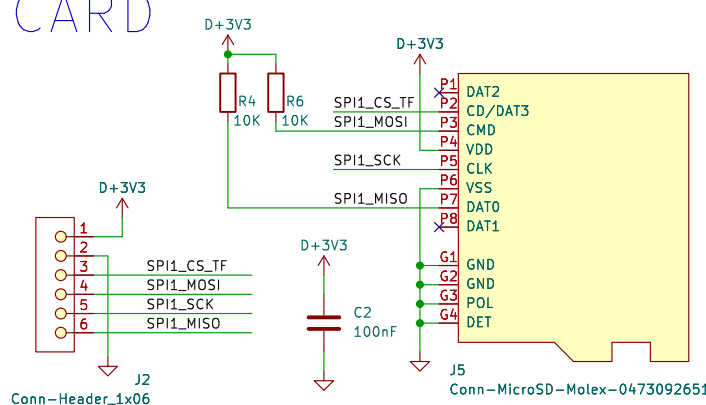 CARD
D+3V3
D+3V3
R4
10K
R6
10K
SPI1_CS_TF
SPI1_MOSI
SPI1_SCK
SPI1_MISO
P1 DAT2
P2 CD/DAT3
P3 CMD
P4 VDD
P5 CLK
P6 VSS
P7 DAT0
P8 DAT1
G1 GND
G2 GND
G3 POL
G4 DET
J5
Conn-MicroSD-Molex-0473092651
D+3V3
1
2
3 SPI1_CS_TF
4 SPI1_MOSI
5 SPI1_SCK
6 SPI1_MISO
J2
Conn-Header_1x06
D+3V3
C2
100nF